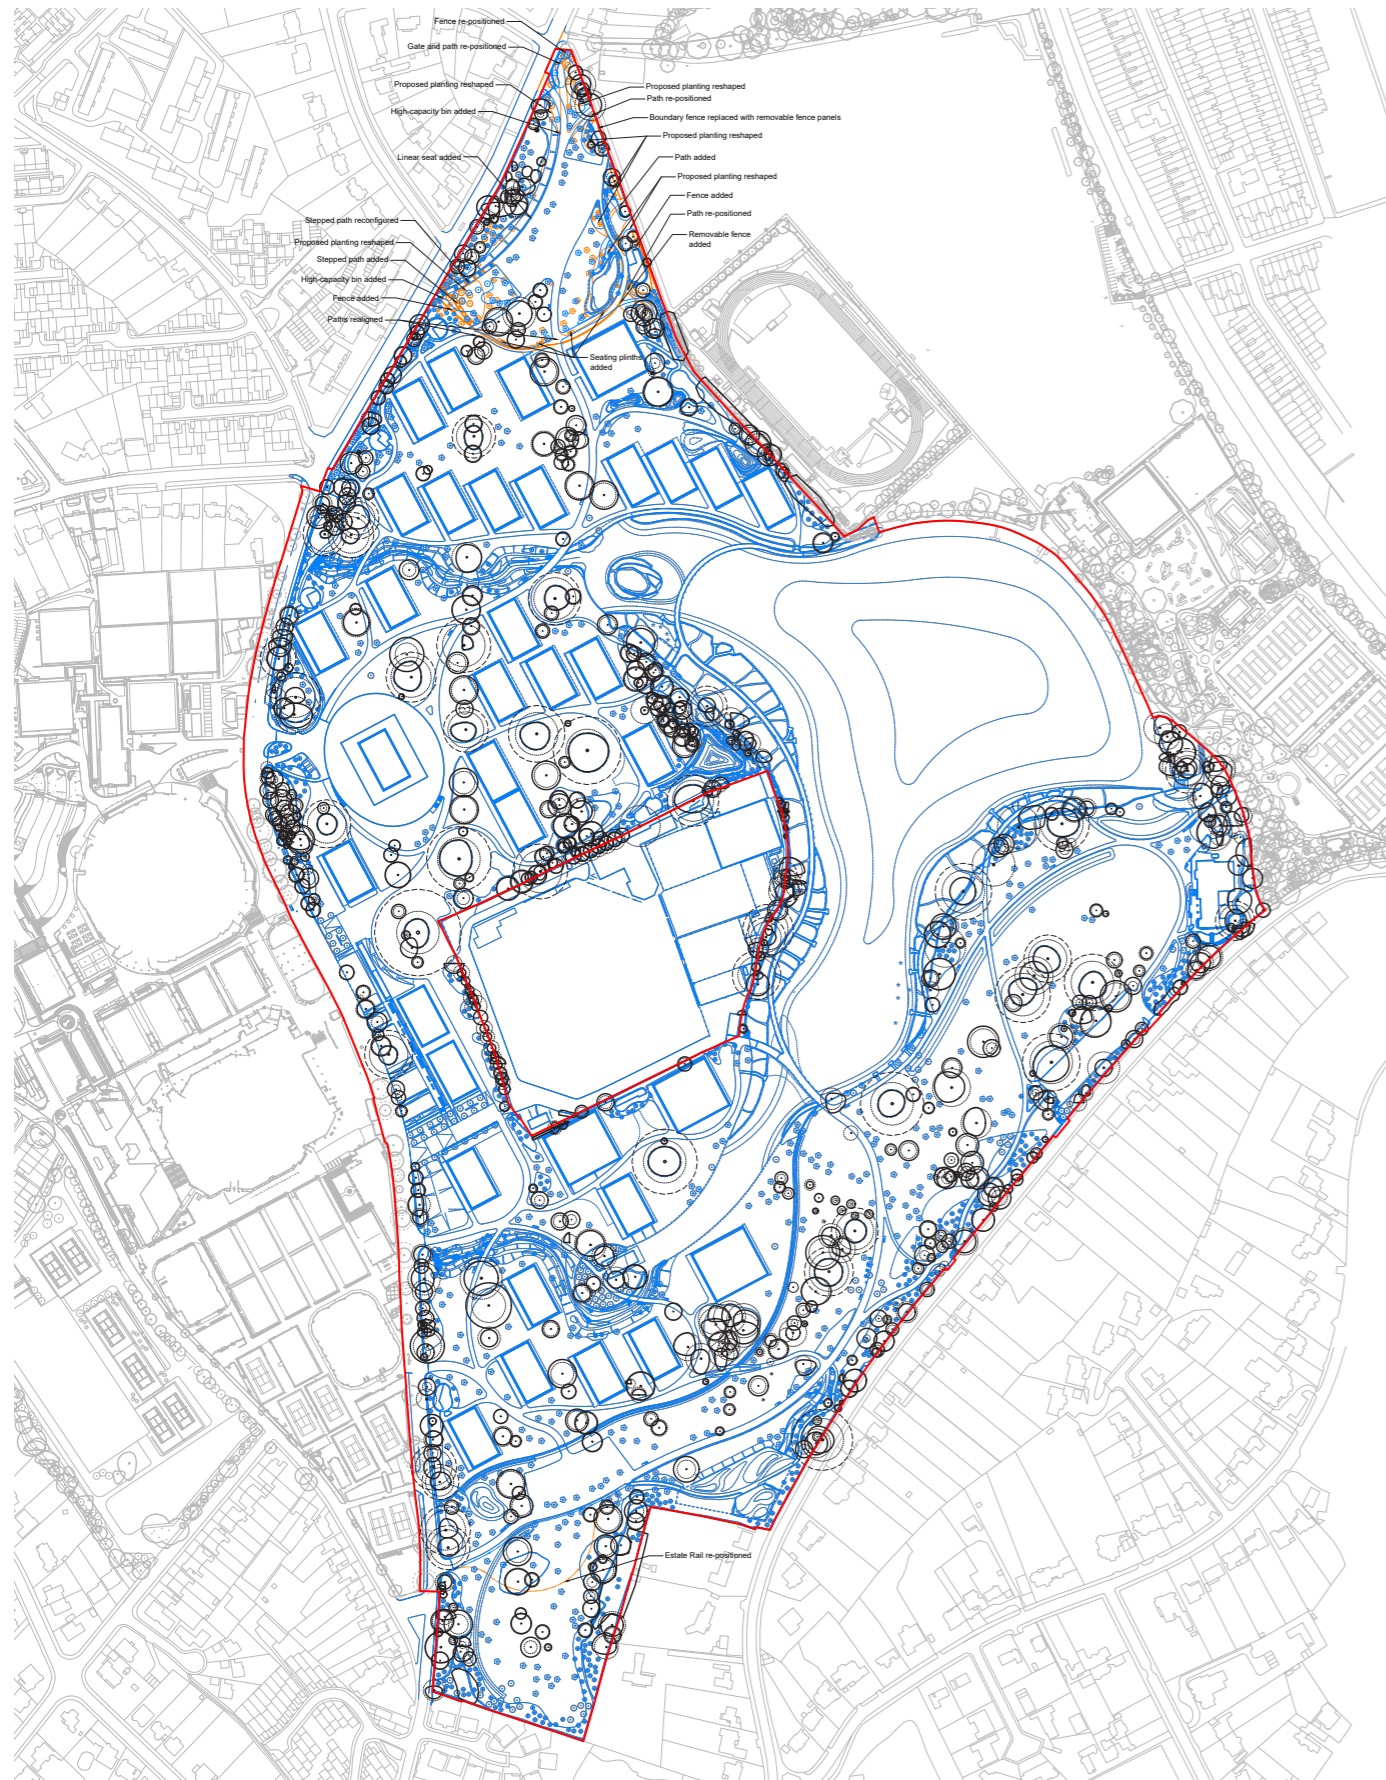 Fence re-positioned
Gate and path re-positioned
Proposed planting reshaped
High-capacity bin added
Linear seat added
Stepped path reconfigured
Proposed planting reshaped
Stepped path added
High-capacity bin added
Fence added
Paths realigned
Proposed planting reshaped
Path re-positioned
Boundary fence replaced with removable fence panels
Proposed planting reshaped
Path added
Proposed planting reshaped
Fence added
Path re-positioned
Removable fence
added
Seating plinths
added
Estate Rail re-positioned